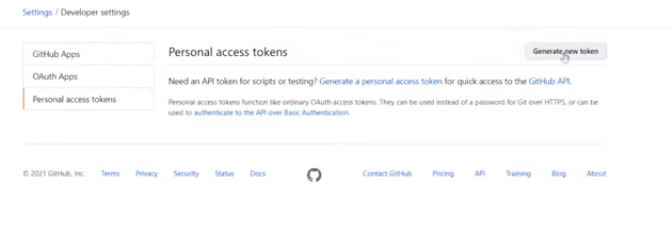 Settings / Developer settings
GitHub Apps
OAuth Apps
Personal access tokens
Personal access tokens
Generate new token
Need an API token for scripts or testing? Generate a personal access token for quick access to the GitHub API.
Personal access tokens function like ordinary OAuth access tokens. They can be used instead of a password for Git over HTTPS, or can be
used to authenticate to the API over Basic Authentication.
© 2021 GitHub, Inc. Terms Privacy Security Status Docs Contact GitHub Pricing API Training Blog About